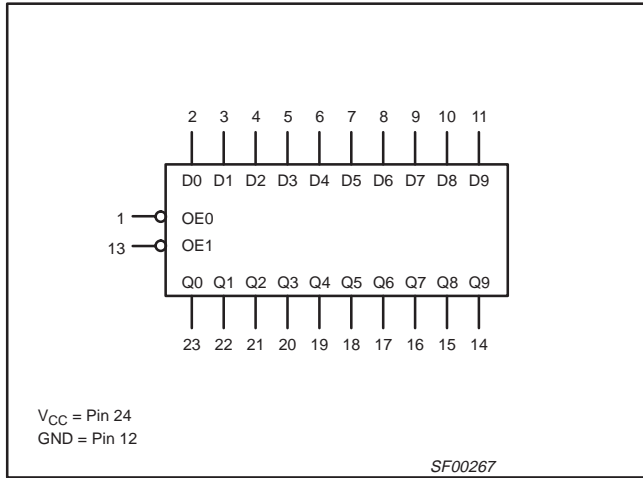 2 3 4 5 6 7 8 9 10 11
D0 D1 D2 D3 D4 D5 D6 D7 D8 D9
1 OE0
13 OE1
Q0 Q1 Q2 Q3 Q4 Q5 Q6 Q7 Q8 Q9
23 22 21 20 19 18 17 16 15 14
VCC = Pin 24
GND = Pin 12
SF00267